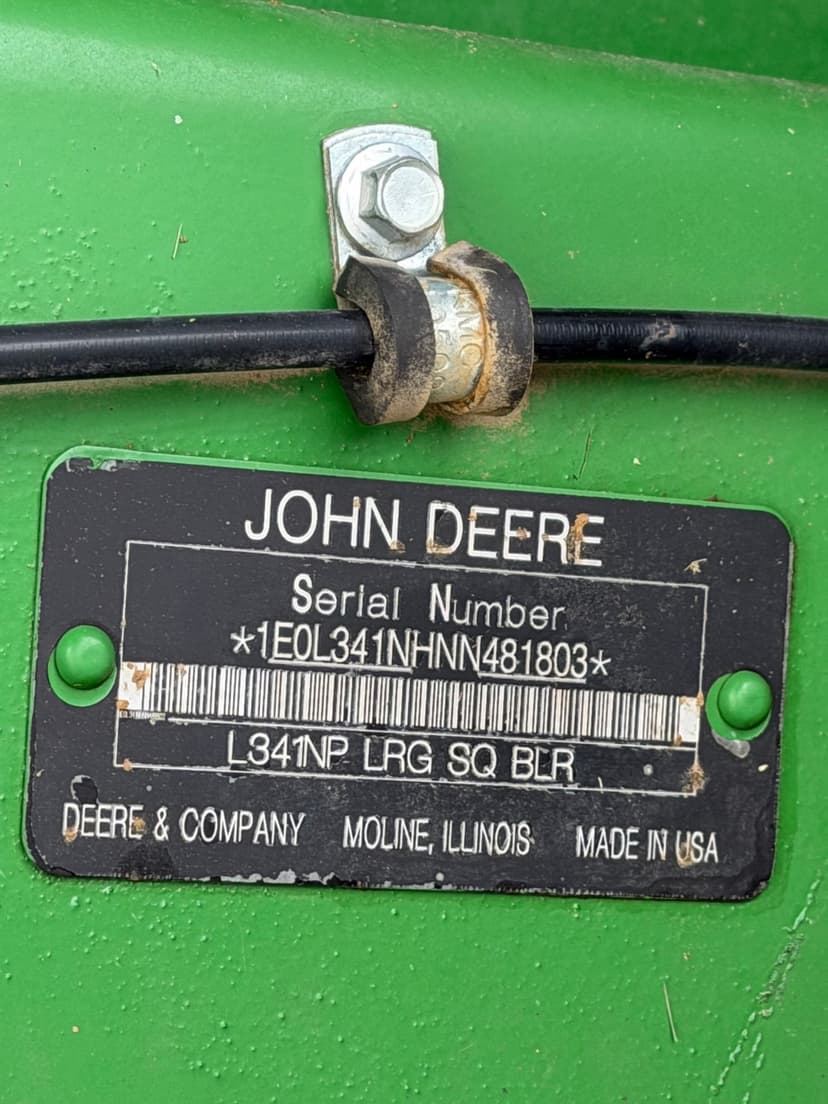 JOHN DEERE
Serial Number
*1E0L341NHNN481803*
L341NP LRG SQ BLR
DEERE & COMPANY MOLINE, ILLINOIS MADE IN USA